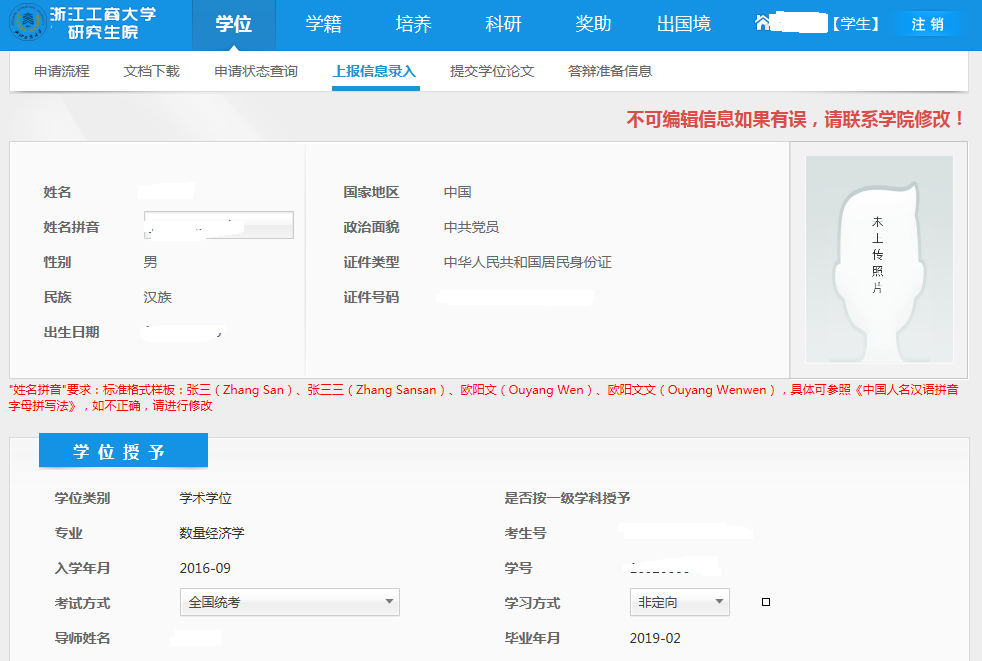 浙江工商大学
研究生院
学位 学籍 培养 科研 奖助 出国境 【学生】 注 销
申请流程 文档下载 申请状态查询 上报信息录入 提交学位论文 答辩准备信息
不可编辑信息如果有误，请联系学院修改！
姓名
姓名拼音
性别 男
民族 汉族
出生日期
国家地区 中国
政治面貌 中共党员
证件类型 中华人民共和国居民身份证
证件号码
未上传照片
"姓名拼音"要求：标准格式样板：张三（Zhang San）、张三三（Zhang Sansan）、欧阳文（Ouyang Wen）、欧阳文文（Ouyang Wenwen），具体可参照《中国人名汉语拼音
字母拼写法》，如不正确，请进行修改
学位授予
学位类别 学术学位 是否按一级学科授予
专业 数量经济学 考生号
入学年月 2016-09 学号
考试方式 全国统考 学习方式 非定向
导师姓名 毕业年月 2019-02